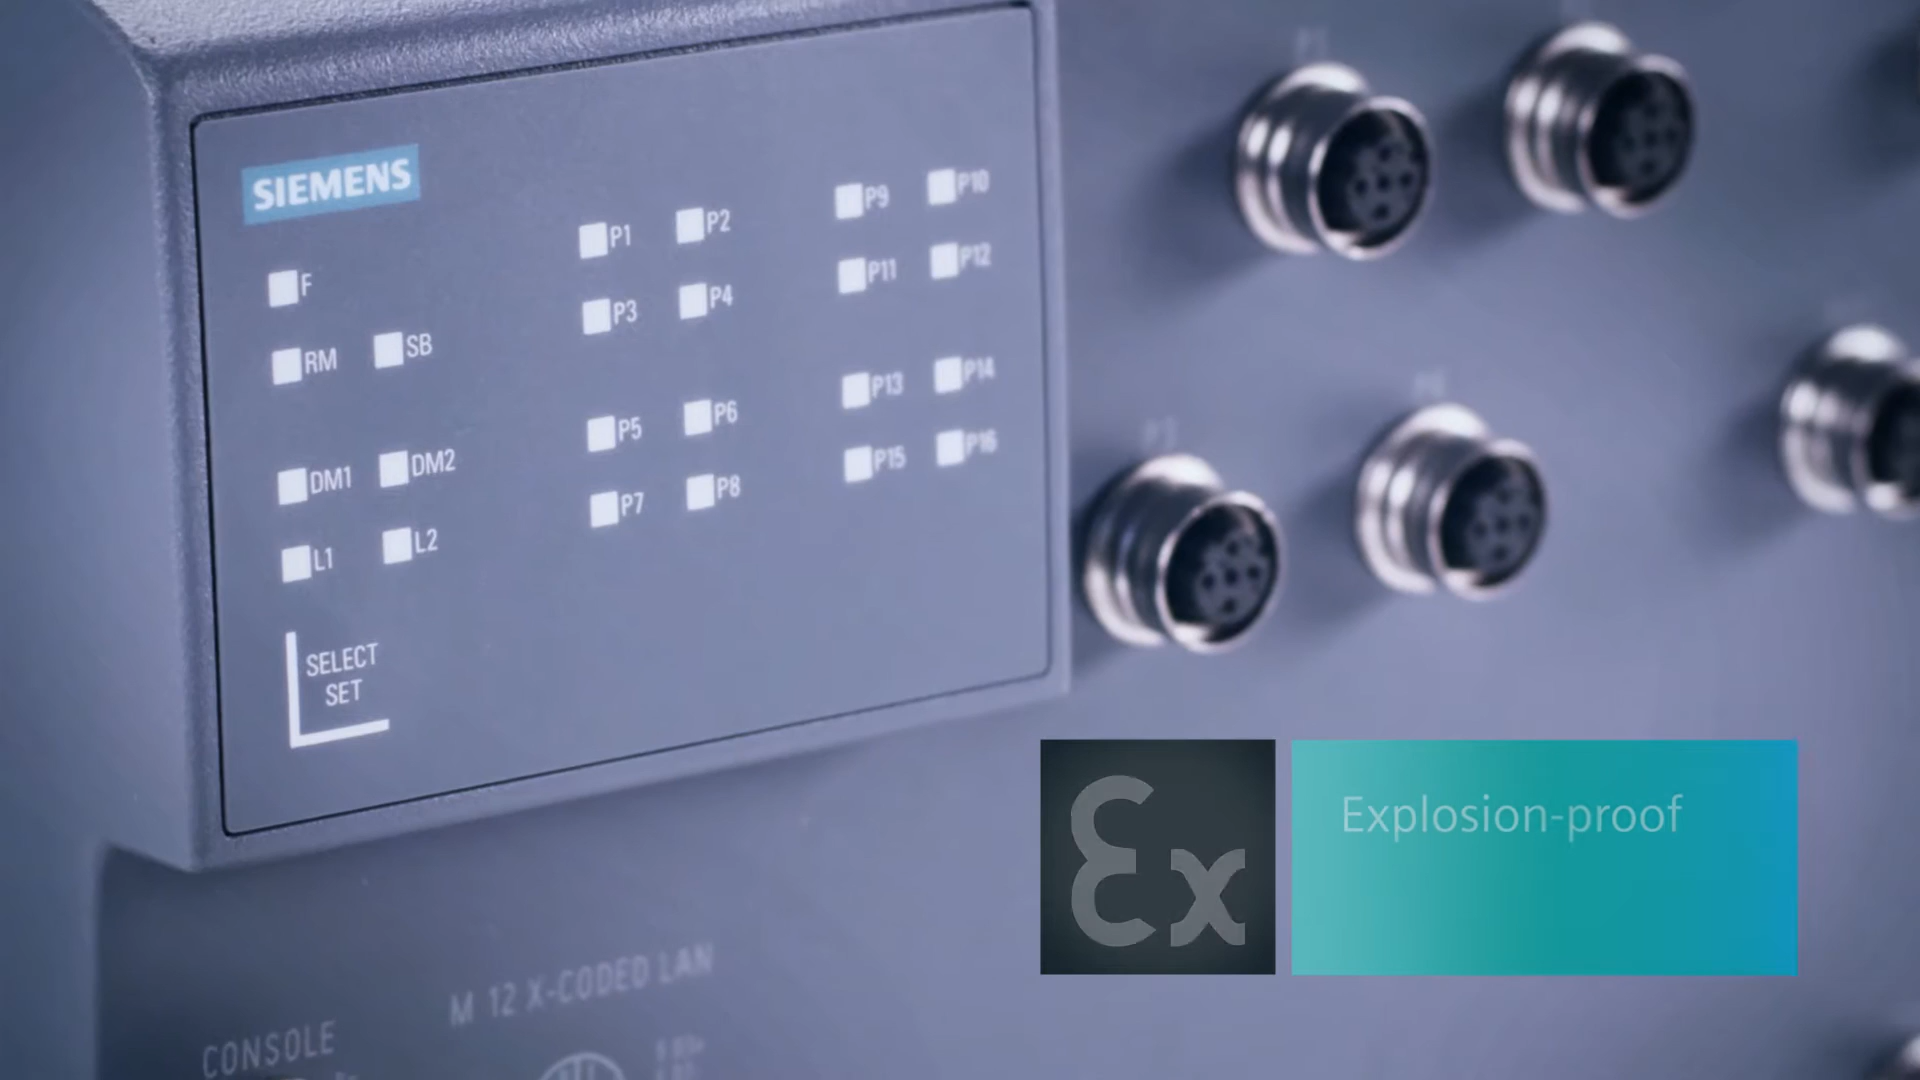 SIEMENS
F
RM SB
DM1 DM2
L1 L2
SELECT
SET
P1 P2
P3 P4
P5 P6
P7 P8
P9 P10
P11 P12
P13 P14
P15 P16
Ex
Explosion-proof
M 12 X-CODED LAN
CONSOLE